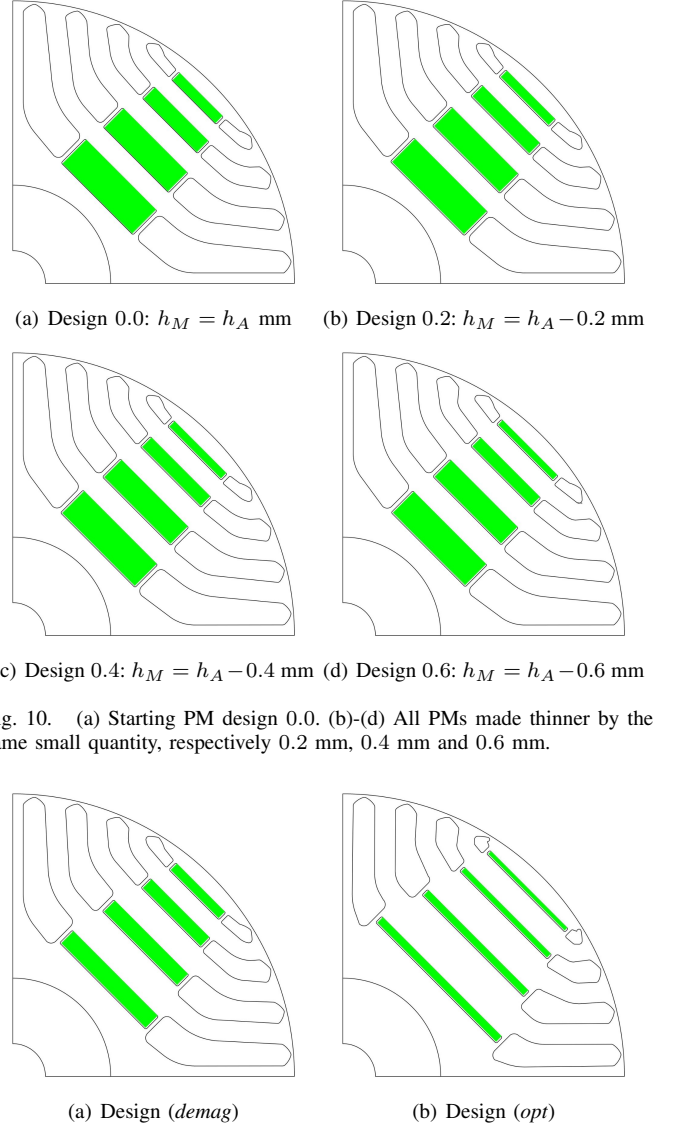 (a) Design 0.0: h_M = h_A mm
(b) Design 0.2: h_M = h_A−0.2 mm
c) Design 0.4: h_M = h_A−0.4 mm
(d) Design 0.6: h_M = h_A−0.6 mm
g. 10. (a) Starting PM design 0.0. (b)-(d) All PMs made thinner by the
ame small quantity, respectively 0.2 mm, 0.4 mm and 0.6 mm.
(a) Design (demag)
(b) Design (opt)